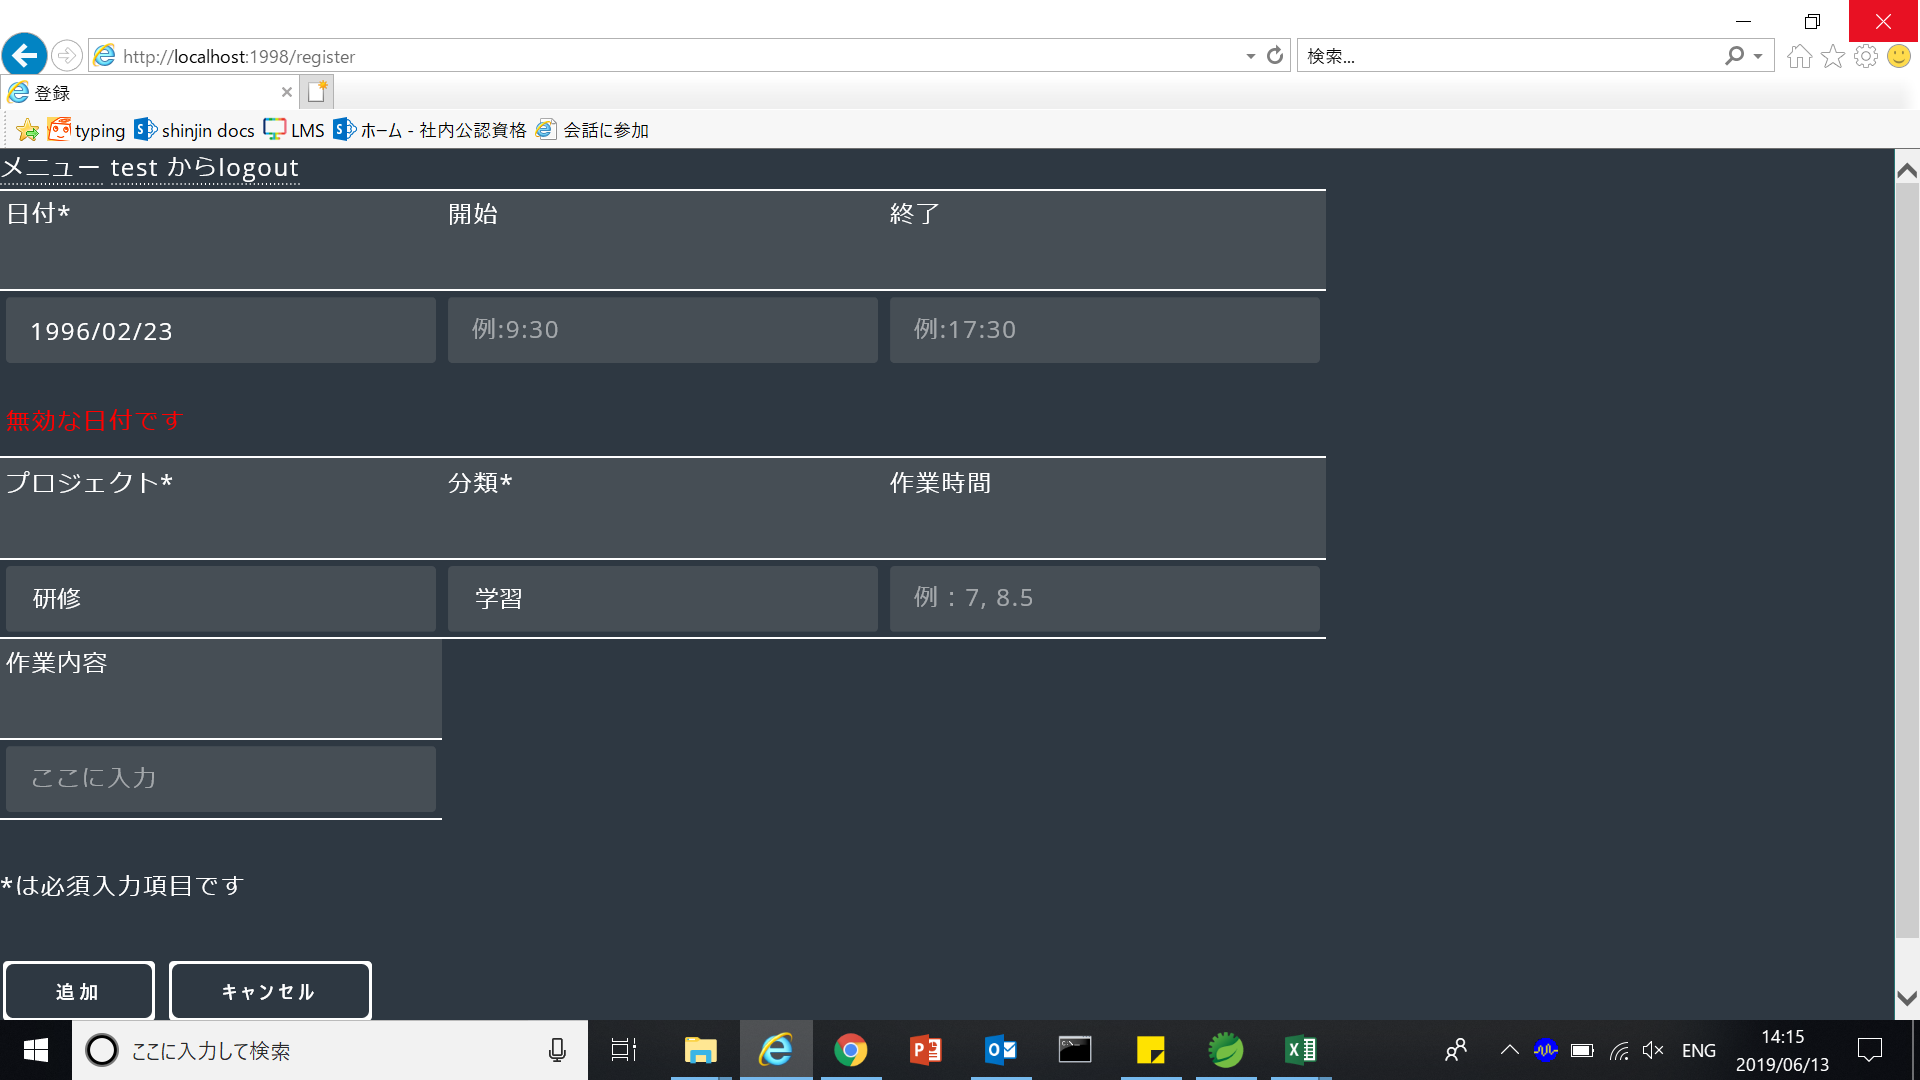 http://localhost:1998/register
検索...
登録
typing shinjin docs LMS ホーム - 社内公認資格 会話に参加
メニュー test からlogout
日付* 開始 終了
1996/02/23 例:9:30 例:17:30
無効な日付です
プロジェクト* 分類* 作業時間
研修 学習 例：7, 8.5
作業内容
ここに入力
*は必須入力項目です
追加 キャンセル
ここに入力して検索
ENG
14:15
2019/06/13